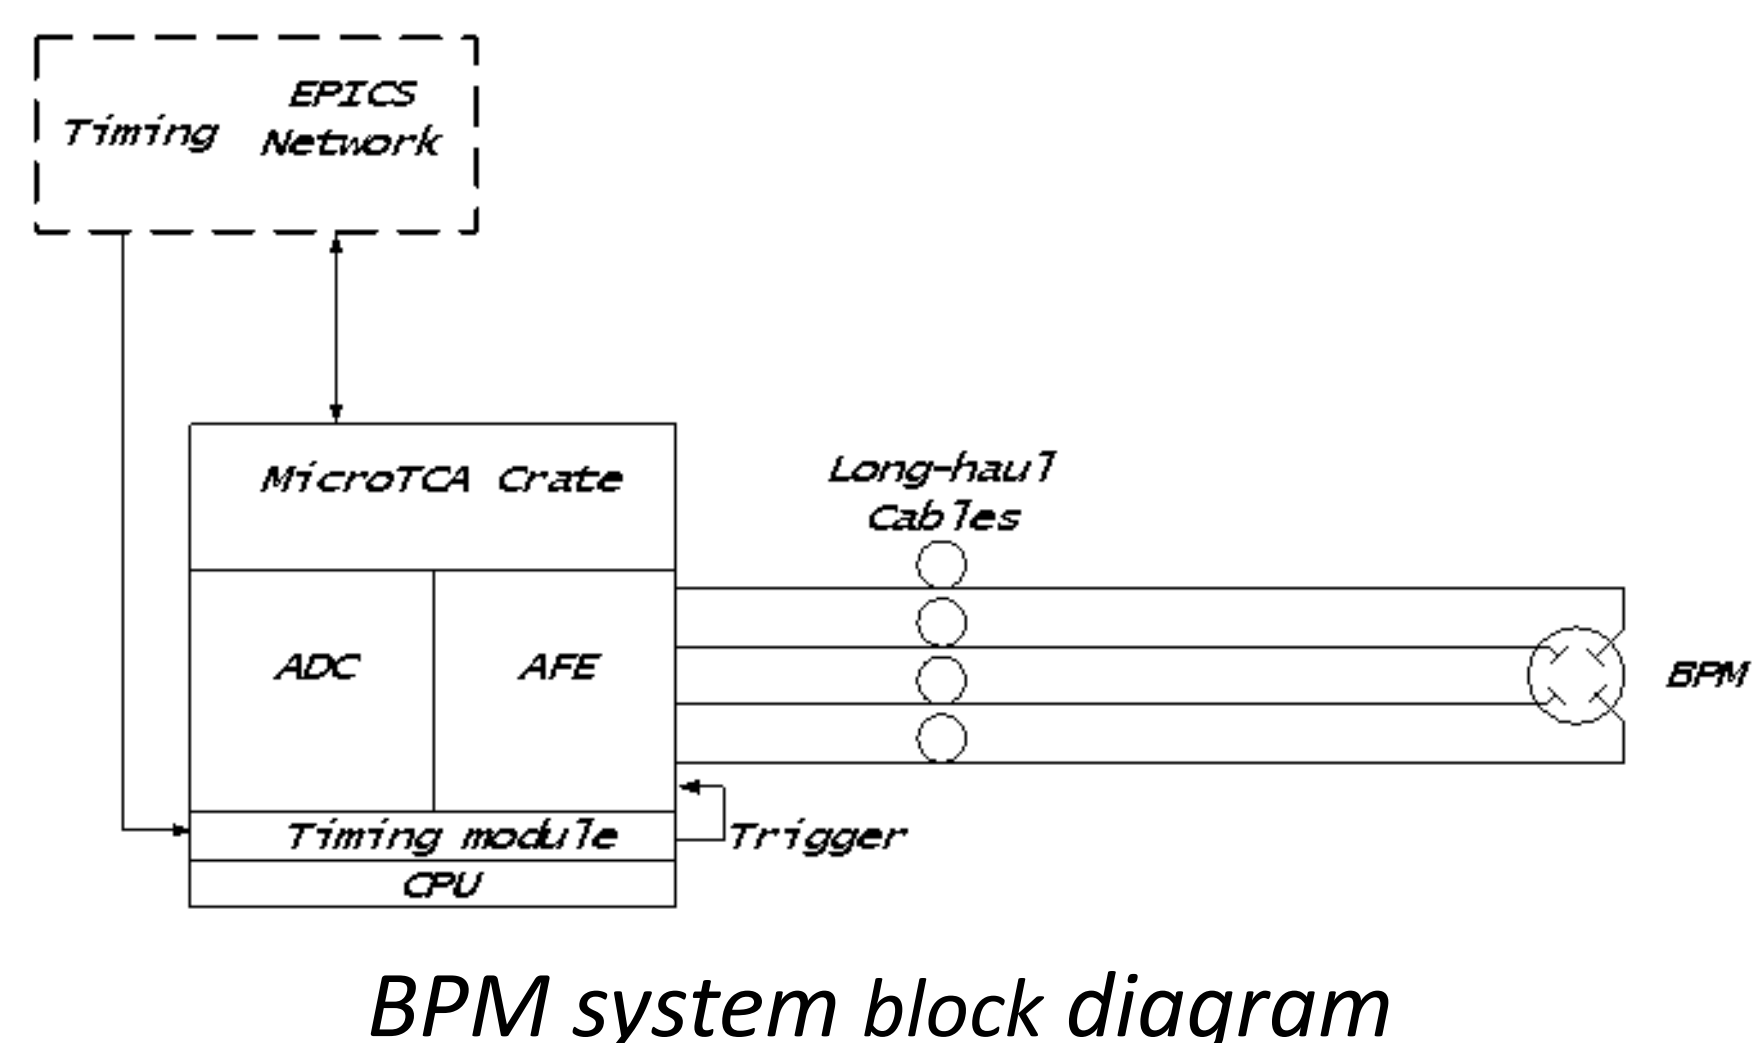 Timing
EPICS
Network
MicroTCA Crate
Long-haul
Cables
ADC
AFE
BPM
Timing module
Trigger
CPU
BPM system block diagram